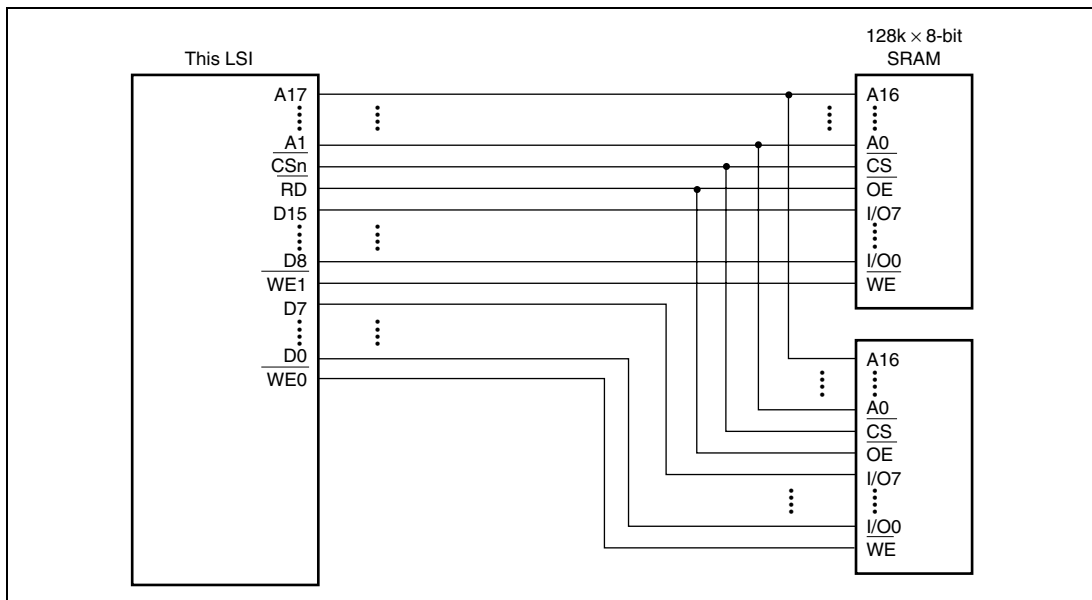 This LSI
A17
A1
CSn
RD
D15
D8
WE1
D7
D0
WE0
128k × 8-bit
SRAM
A16
A0
CS
OE
I/O7
I/O0
WE
A16
A0
CS
OE
I/O7
I/O0
WE